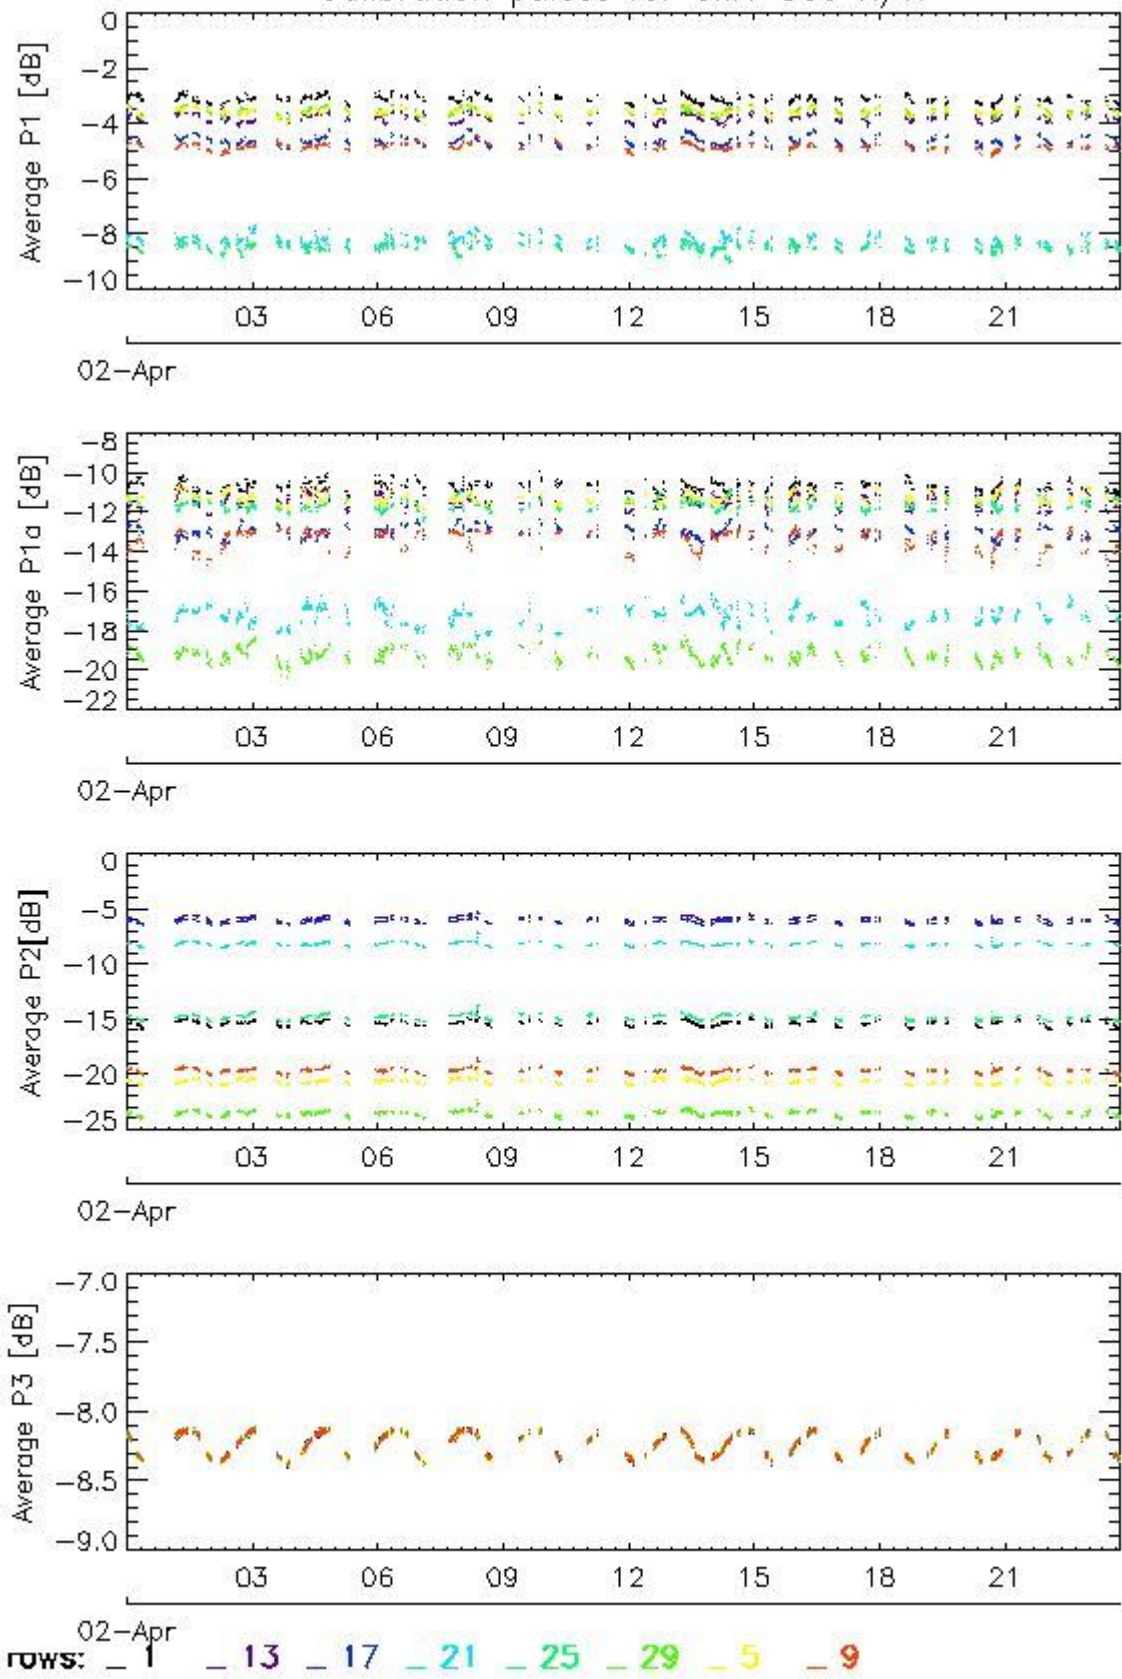 0
Average P1 [dB]
-2
-4
-6
-8
-10
03 06 09 12 15 18 21
02-Apr
-8
Average P1a [dB]
-10
-12
-14
-16
-18
-20
-22
03 06 09 12 15 18 21
02-Apr
0
Average P2[dB]
-5
-10
-15
-20
-25
03 06 09 12 15 18 21
02-Apr
-7.0
Average P3 [dB]
-7.5
-8.0
-8.5
-9.0
03 06 09 12 15 18 21
02-Apr
rows: _ 1 _ 13 _ 17 _ 21 _ 25 _ 29 _ 5 _ 9